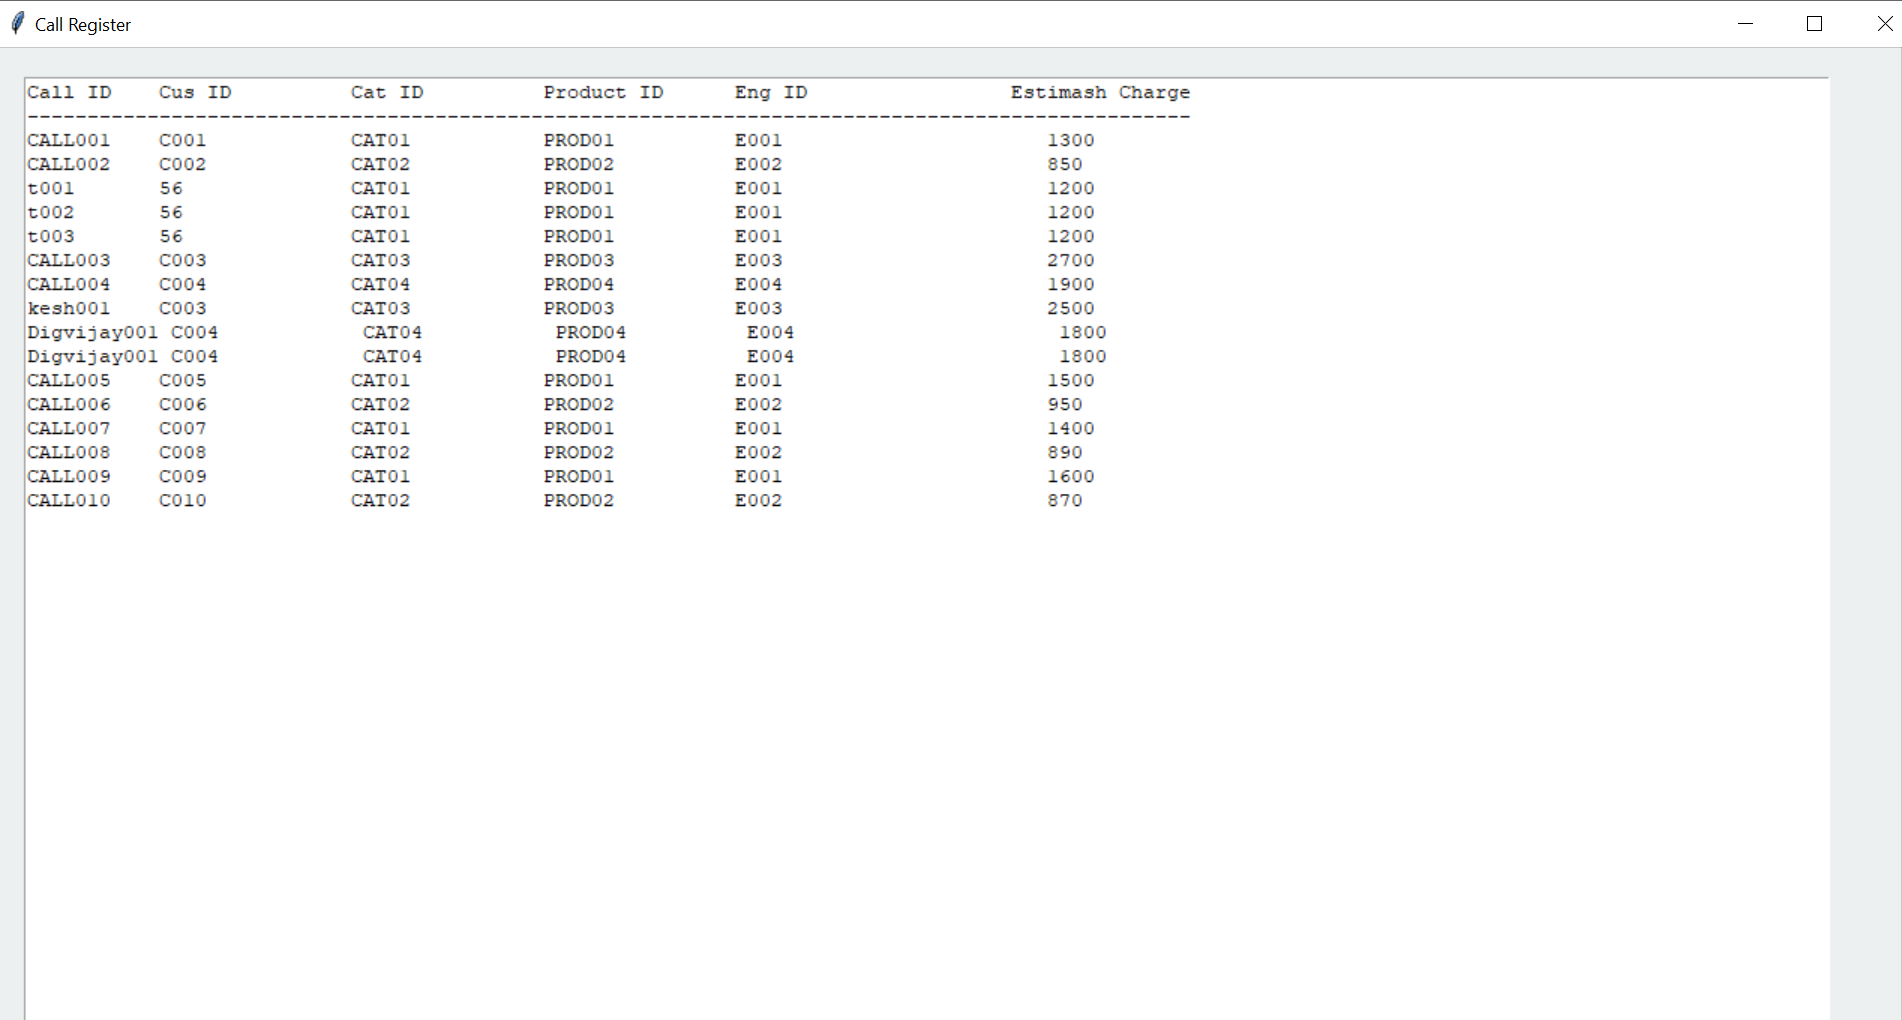 Call Register
Call ID    Cus ID          Cat ID          Product ID      Eng ID                 Estimash Charge
-------------------------------------------------------------------------------------------------
CALL001    C001            CAT01           PROD01          E001                      1300
CALL002    C002            CAT02           PROD02          E002                      850
t001       56              CAT01           PROD01          E001                      1200
t002       56              CAT01           PROD01          E001                      1200
t003       56              CAT01           PROD01          E001                      1200
CALL003    C003            CAT03           PROD03          E003                      2700
CALL004    C004            CAT04           PROD04          E004                      1900
kesh001    C003            CAT03           PROD03          E003                      2500
Digvijay001 C004            CAT04           PROD04          E004                      1800
Digvijay001 C004            CAT04           PROD04          E004                      1800
CALL005    C005            CAT01           PROD01          E001                      1500
CALL006    C006            CAT02           PROD02          E002                      950
CALL007    C007            CAT01           PROD01          E001                      1400
CALL008    C008            CAT02           PROD02          E002                      890
CALL009    C009            CAT01           PROD01          E001                      1600
CALL010    C010            CAT02           PROD02          E002                      870